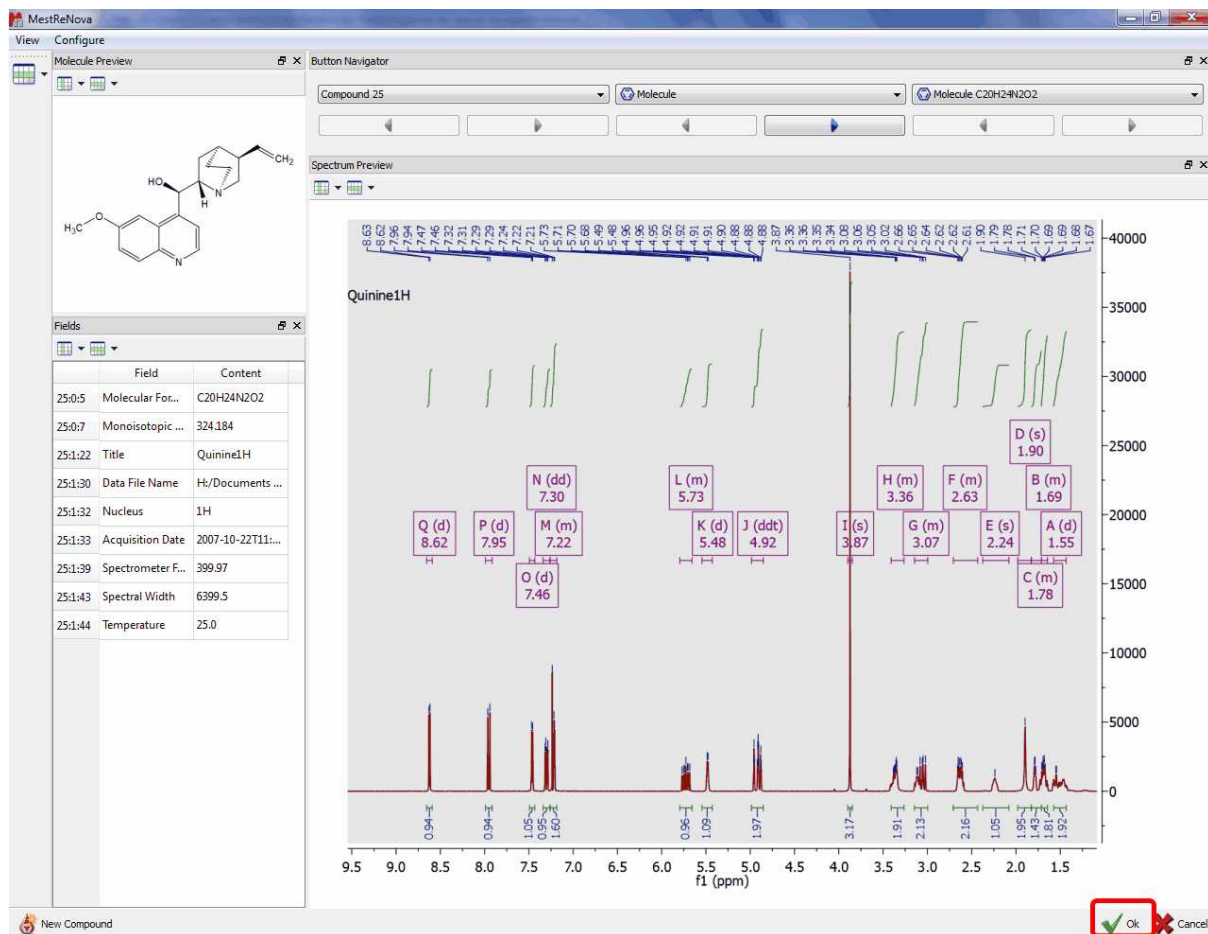 MestReNova
View Configure
Molecule Preview
Button Navigator
Compound 25
Molecule
Molecule C20H24N2O2
CH2
HO
N
H
O
H3C
N
Spectrum Preview
8.63 8.62 7.96 7.94 7.47 7.46 7.32 7.31 7.29 7.29 7.24 7.22 7.21 5.73 5.71 5.70 5.68 5.49 5.48 4.96 4.96 4.95 4.92 4.92 4.91 4.91 4.90 4.88 4.88 4.88 3.87 3.36 3.36 3.35 3.34 3.08 3.06 3.05 3.02 2.66 2.65 2.64 2.62 2.62 2.61 1.90 1.79 1.78 1.71 1.70 1.69 1.69 1.68 1.67
Quinine1H
40000
35000
30000
25000
20000
15000
10000
5000
0
D (s)
1.90
N (dd)
7.30
L (m)
5.73
H (m)
3.36
F (m)
2.63
B (m)
1.69
Q (d)
8.62
P (d)
7.95
M (m)
7.22
K (d)
5.48
J (ddt)
4.92
I (s)
3.87
G (m)
3.07
E (s)
2.24
A (d)
1.55
O (d)
7.46
C (m)
1.78
0.94 0.94 1.05 0.95 1.60 0.96 1.09 1.97 3.17 1.91 2.13 2.16 1.05 1.95 1.43 1.81 1.92
9.5 9.0 8.5 8.0 7.5 7.0 6.5 6.0 5.5 5.0 4.5 4.0 3.5 3.0 2.5 2.0 1.5
f1 (ppm)
Fields
Field Content
25:0:5 Molecular For... C20H24N2O2
25:0:7 Monoisotopic ... 324.184
25:1:22 Title Quinine1H
25:1:30 Data File Name H:/Documents ...
25:1:32 Nucleus 1H
25:1:33 Acquisition Date 2007-10-22T11:...
25:1:39 Spectrometer F... 399.97
25:1:43 Spectral Width 6399.5
25:1:44 Temperature 25.0
New Compound
Ok
Cancel